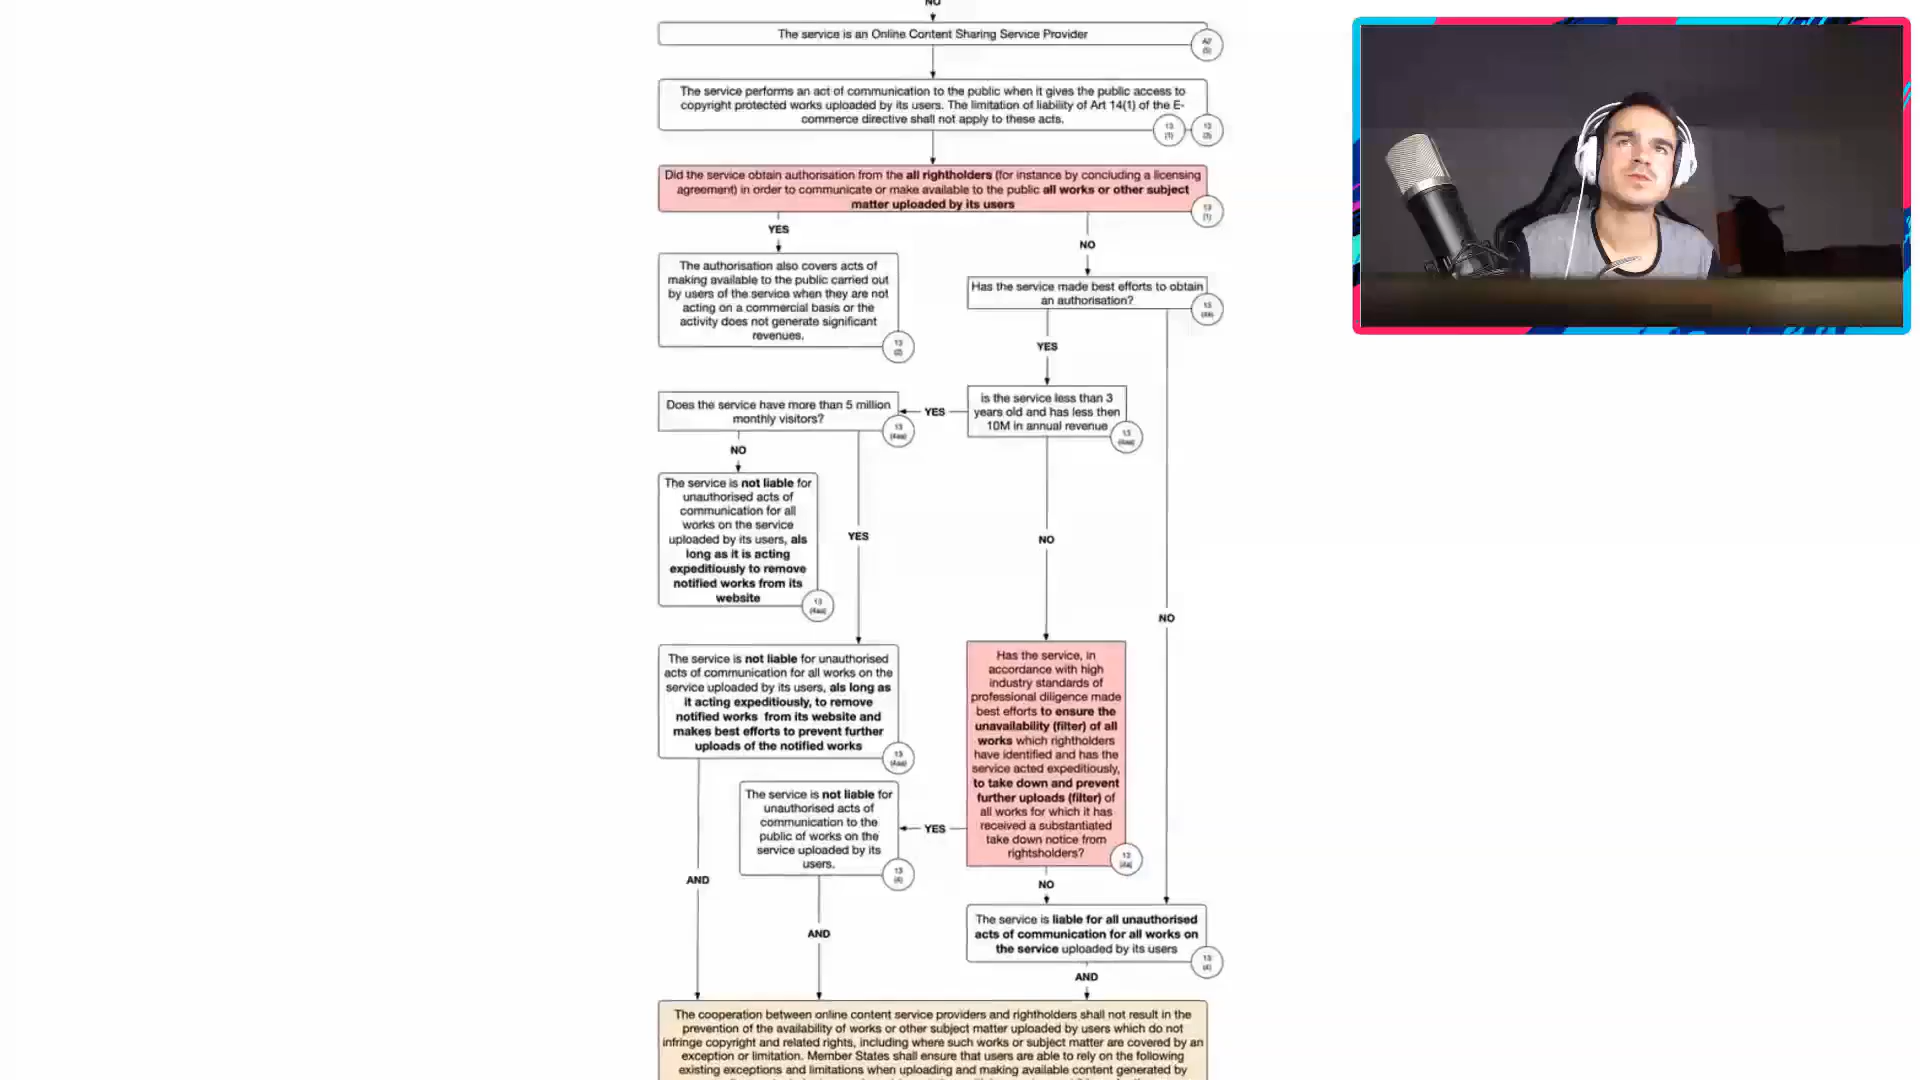 NO
The service is an Online Content Sharing Service Provider
The service performs an act of communication to the public when it gives the public access to
copyright protected works uploaded by its users. The limitation of liability of Art 14(1) of the E-
commerce directive shall not apply to these acts.
13
(1)
13
(3)
Did the service obtain authorisation from the all rightholders (for instance by concluding a licensing
agreement) in order to communicate or make available to the public all works or other subject
matter uploaded by its users
13
(1)
YES
NO
The authorisation also covers acts of
making available to the public carried out
by users of the service when they are not
acting on a commercial basis or the
activity does not generate significant
revenues.
13
(2)
Has the service made best efforts to obtain
an authorisation?
13
YES
is the service less than 3
years old and has less then
10M in annual revenue
13
(4aa)
YES
Does the service have more than 5 million
monthly visitors?
13
(4aa)
NO
The service is not liable for
unauthorised acts of
communication for all
works on the service
uploaded by its users, als
long as it is acting
expeditiously to remove
notified works from its
website
13
(4aa)
YES
NO
NO
The service is not liable for unauthorised
acts of communication for all works on the
service uploaded by its users, als long as
it acting expeditiously, to remove
notified works from its website and
makes best efforts to prevent further
uploads of the notified works
13
(4aa)
Has the service, in
accordance with high
industry standards of
professional diligence made
best efforts to ensure the
unavailability (filter) of all
works which rightholders
have identified and has the
service acted expeditiously,
to take down and prevent
further uploads (filter) of
all works for which it has
received a substantiated
take down notice from
rightsholders?
13
The service is not liable for
unauthorised acts of
communication to the
public of works on the
service uploaded by its
users.
13
(4)
YES
NO
AND
AND
The service is liable for all unauthorised
acts of communication for all works on
the service uploaded by its users
13
(4)
AND
The cooperation between online content service providers and rightholders shall not result in the
prevention of the availability of works or other subject matter uploaded by users which do not
infringe copyright and related rights, including where such works or subject matter are covered by an
exception or limitation. Member States shall ensure that users are able to rely on the following
existing exceptions and limitations when uploading and making available content generated by